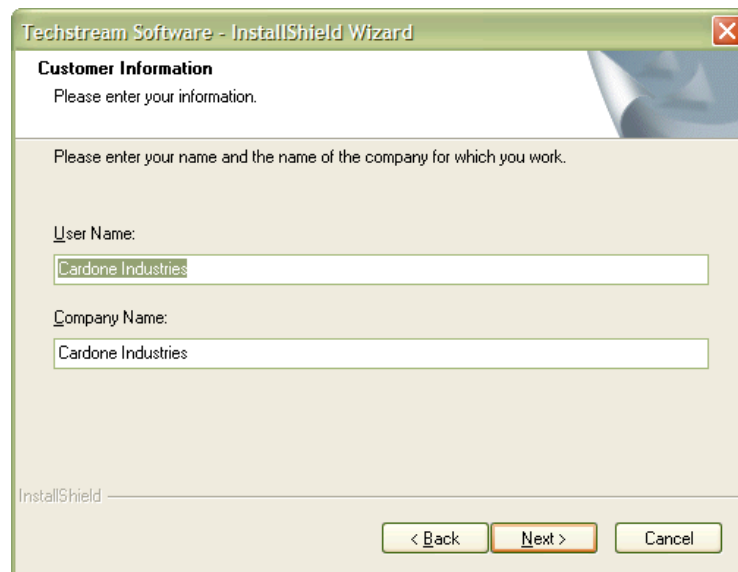 Techstream Software - InstallShield Wizard
Customer Information
Please enter your information.
Please enter your name and the name of the company for which you work.
User Name:
Cardone Industries
Company Name:
Cardone Industries
InstallShield
< Back Next > Cancel